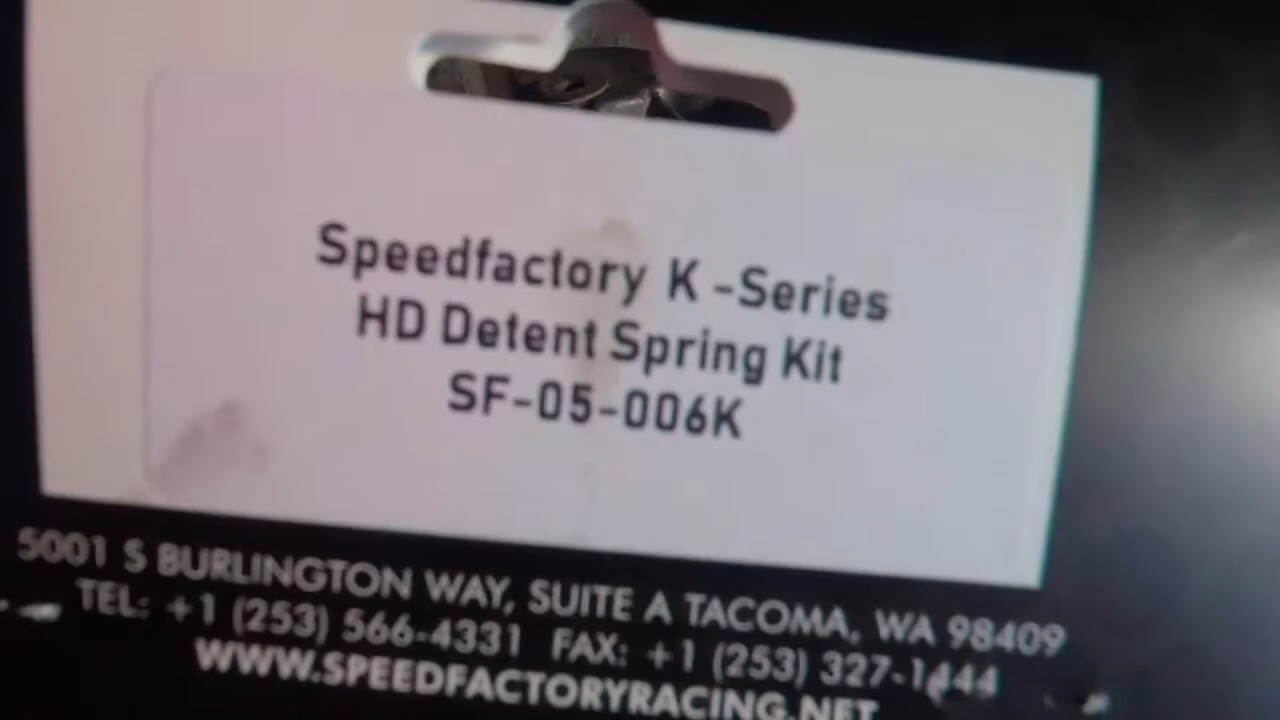 Speedfactory K -Series
HD Detent Spring Kit
SF-05-006K
5001 S BURLINGTON WAY, SUITE A TACOMA, WA 98409
TEL: +1 (253) 566-4331 FAX: +1 (253) 327-1444
WWW.SPEEDFACTORYRACING.NET